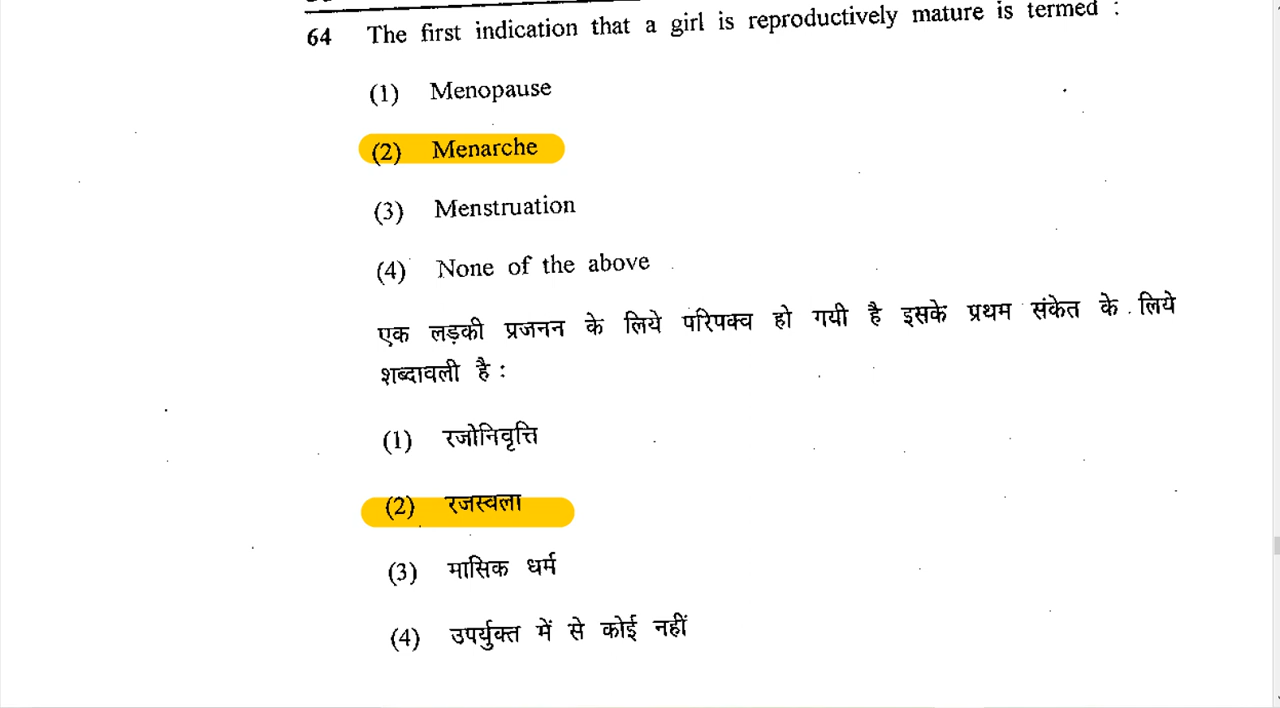 64 The first indication that a girl is reproductively mature is termed :
(1) Menopause
(2) Menarche
(3) Menstruation
(4) None of the above
एक लड़की प्रजनन के लिये परिपक्व हो गयी है इसके प्रथम संकेत के लिये
शब्दावली है :
(1) रजोनिवृत्ति
(2) रजस्वला
(3) मासिक धर्म
(4) उपर्युक्त में से कोई नहीं